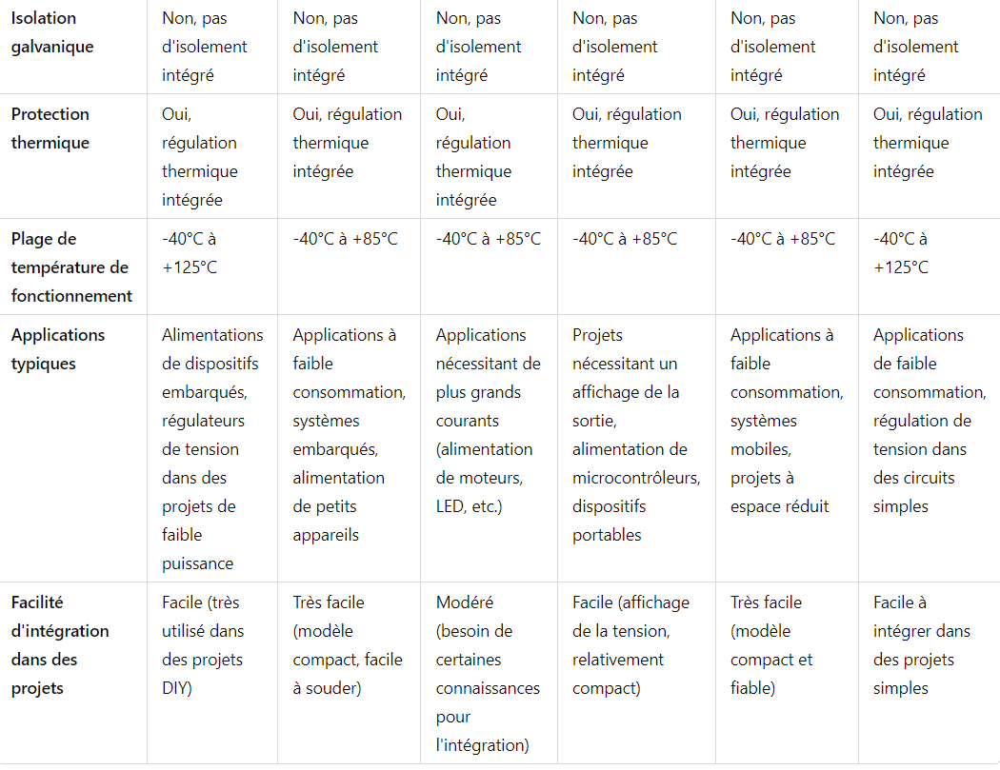 Isolation galvanique | Non, pas d'isolement intégré | Non, pas d'isolement intégré | Non, pas d'isolement intégré | Non, pas d'isolement intégré | Non, pas d'isolement intégré | Non, pas d'isolement intégré
Protection thermique | Oui, régulation thermique intégrée | Oui, régulation thermique intégrée | Oui, régulation thermique intégrée | Oui, régulation thermique intégrée | Oui, régulation thermique intégrée | Oui, régulation thermique intégrée
Plage de température de fonctionnement | -40°C à +125°C | -40°C à +85°C | -40°C à +85°C | -40°C à +85°C | -40°C à +85°C | -40°C à +125°C
Applications typiques | Alimentations de dispositifs embarqués, régulateurs de tension dans des projets de faible puissance | Applications à faible consommation, systèmes embarqués, alimentation de petits appareils | Applications nécessitant de plus grands courants (alimentation de moteurs, LED, etc.) | Projets nécessitant un affichage de la sortie, alimentation de microcontrôleurs, dispositifs portables | Applications à faible consommation, systèmes mobiles, projets à espace réduit | Applications de faible consommation, régulation de tension dans des circuits simples
Facilité d'intégration dans des projets | Facile (très utilisé dans des projets DIY) | Très facile (modèle compact, facile à souder) | Modéré (besoin de certaines connaissances pour l'intégration) | Facile (affichage de la tension, relativement compact) | Très facile (modèle compact et fiable) | Facile à intégrer dans des projets simples